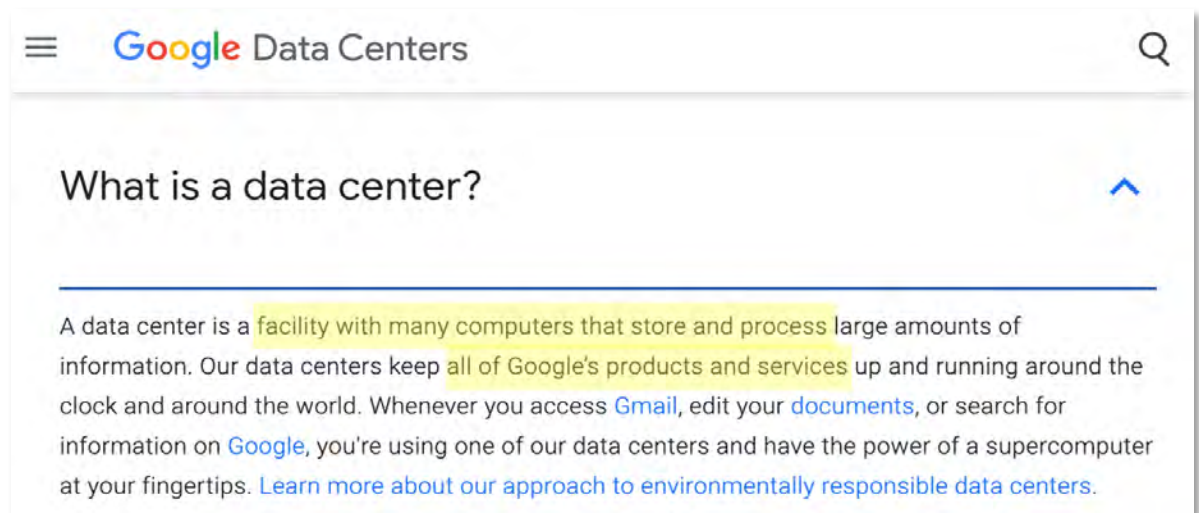 Google Data Centers
What is a data center?
A data center is a facility with many computers that store and process large amounts of
information. Our data centers keep all of Google's products and services up and running around the
clock and around the world. Whenever you access Gmail, edit your documents, or search for
information on Google, you're using one of our data centers and have the power of a supercomputer
at your fingertips. Learn more about our approach to environmentally responsible data centers.